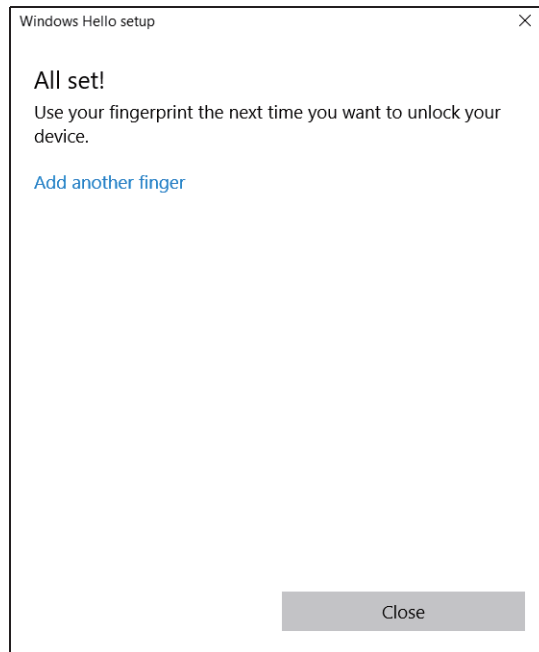 Windows Hello setup
All set!
Use your fingerprint the next time you want to unlock your
device.
Add another finger
Close